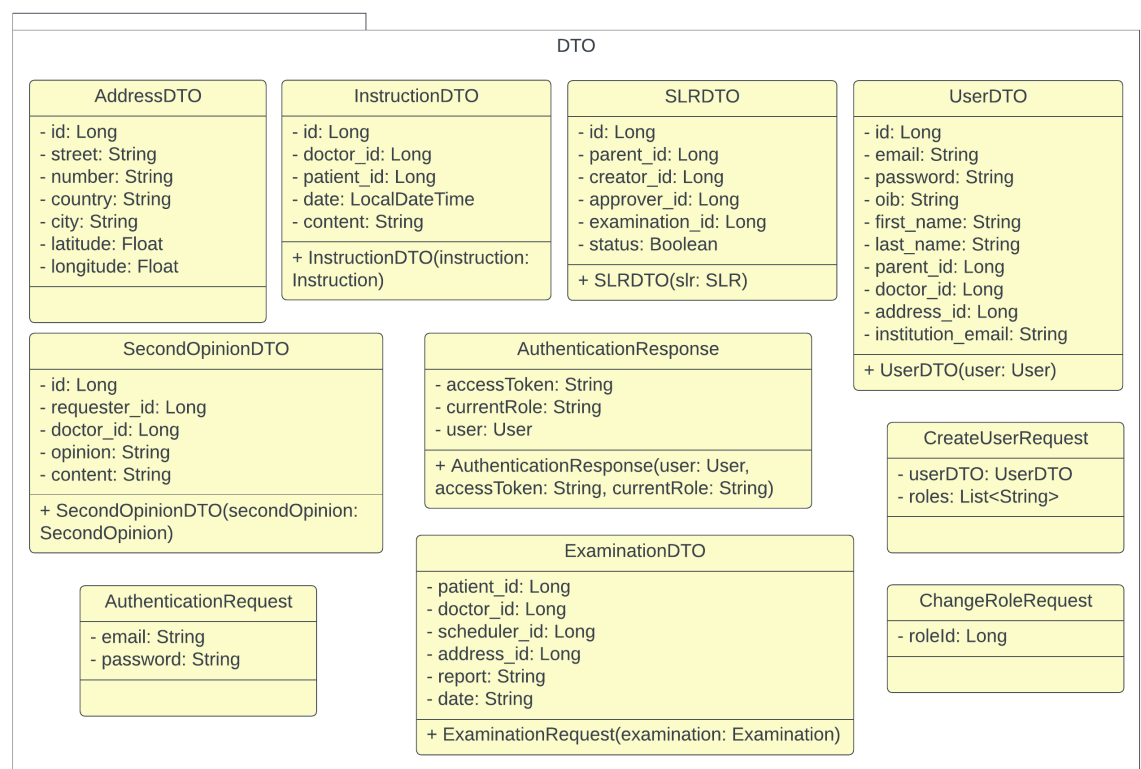 DTO
AddressDTO
- id: Long
- street: String
- number: String
- country: String
- city: String
- latitude: Float
- longitude: Float
InstructionDTO
- id: Long
- doctor_id: Long
- patient_id: Long
- date: LocalDateTime
- content: String
+ InstructionDTO(instruction:
Instruction)
SLRDTO
- id: Long
- parent_id: Long
- creator_id: Long
- approver_id: Long
- examination_id: Long
- status: Boolean
+ SLRDTO(slr: SLR)
UserDTO
- id: Long
- email: String
- password: String
- oib: String
- first_name: String
- last_name: String
- parent_id: Long
- doctor_id: Long
- address_id: Long
- institution_email: String
+ UserDTO(user: User)
SecondOpinionDTO
- id: Long
- requester_id: Long
- doctor_id: Long
- opinion: String
- content: String
+ SecondOpinionDTO(secondOpinion:
SecondOpinion)
AuthenticationResponse
- accessToken: String
- currentRole: String
- user: User
+ AuthenticationResponse(user: User,
accessToken: String, currentRole: String)
CreateUserRequest
- userDTO: UserDTO
- roles: List<String>
AuthenticationRequest
- email: String
- password: String
ExaminationDTO
- patient_id: Long
- doctor_id: Long
- scheduler_id: Long
- address_id: Long
- report: String
- date: String
+ ExaminationRequest(examination: Examination)
ChangeRoleRequest
- roleId: Long